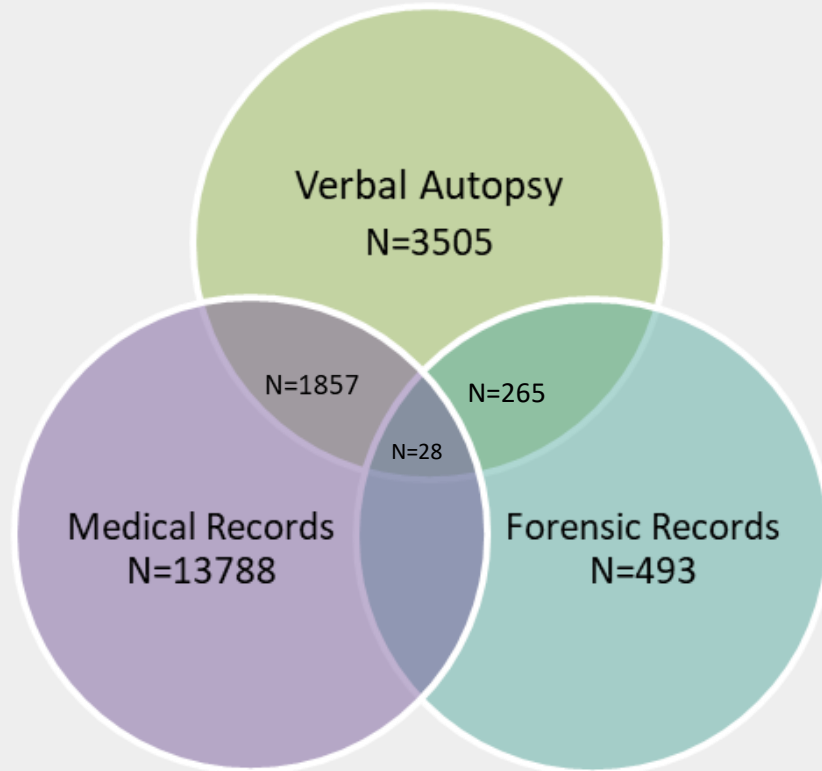 Verbal Autopsy
N=3505
N=1857
N=265
N=28
Medical Records
N=13788
Forensic Records
N=493